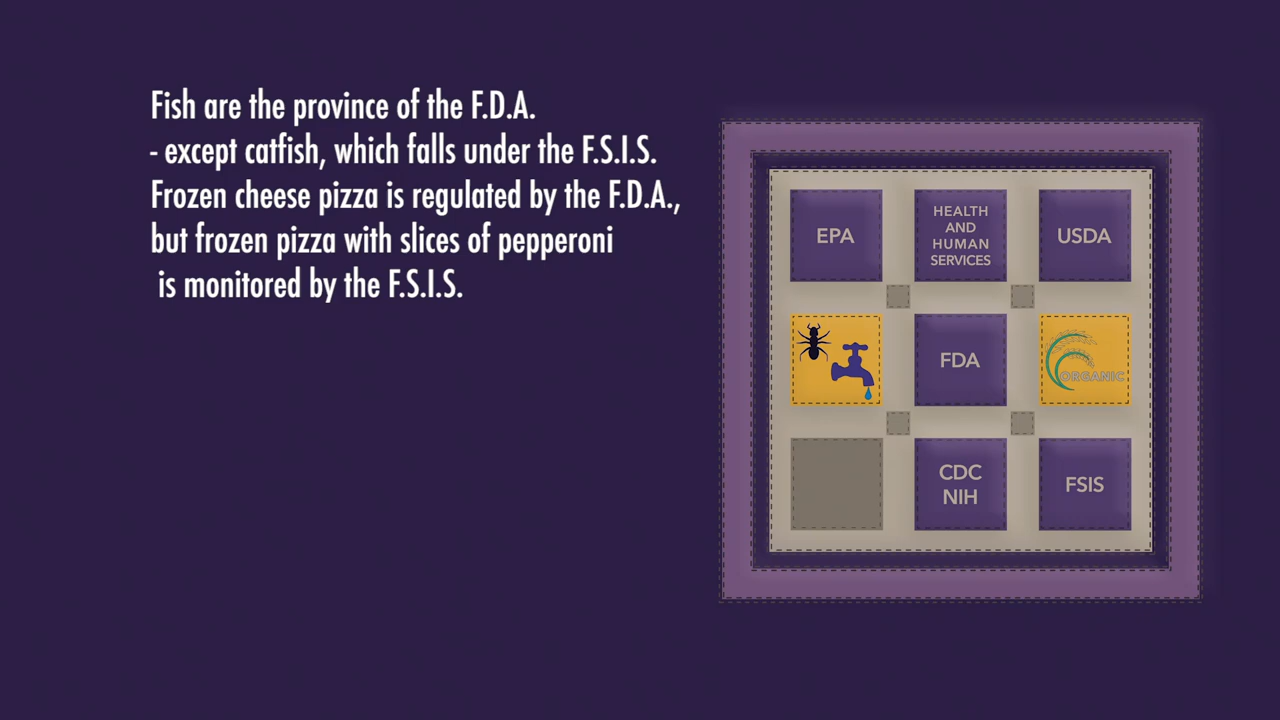 Fish are the province of the F.D.A.
- except catfish, which falls under the F.S.I.S.
Frozen cheese pizza is regulated by the F.D.A.,
but frozen pizza with slices of pepperoni
is monitored by the F.S.I.S.
EPA
HEALTH
AND
HUMAN
SERVICES
USDA
FDA
ORGANIC
CDC
NIH
FSIS